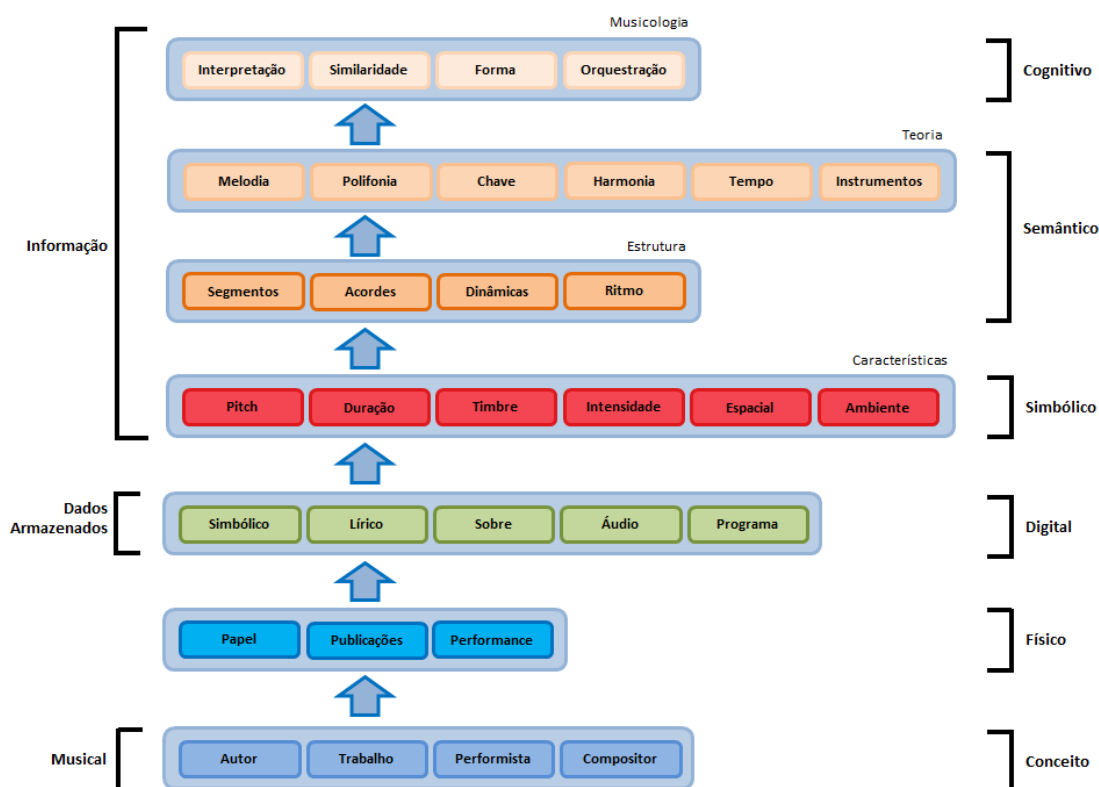 Musicologia
Interpretação Similaridade Forma Orquestração
Cognitivo
Teoria
Melodia Polifonia Chave Harmonia Tempo Instrumentos
Semântico
Informação
Estrutura
Segmentos Acordes Dinâmicas Ritmo
Características
Pitch Duração Timbre Intensidade Espacial Ambiente
Simbólico
Dados
Armazenados
Simbólico Lírico Sobre Áudio Programa
Digital
Papel Publicações Performance
Físico
Musical
Autor Trabalho Performista Compositor
Conceito